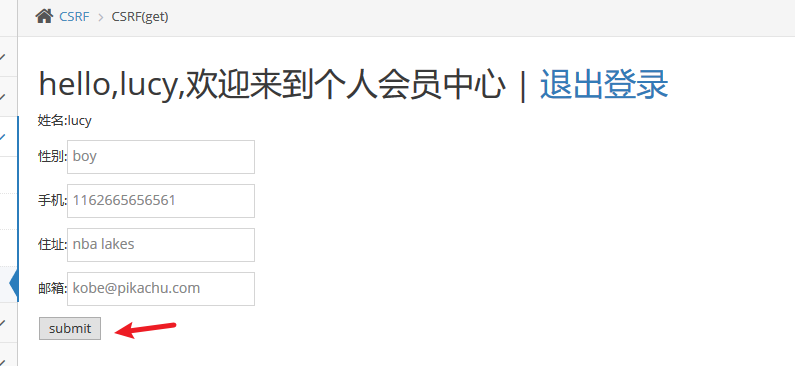 CSRF > CSRF(get)
hello,lucy,欢迎来到个人会员中心 | 退出登录
姓名:lucy
性别:boy
手机:1162665656561
住址:nba lakes
邮箱:kobe@pikachu.com
submit